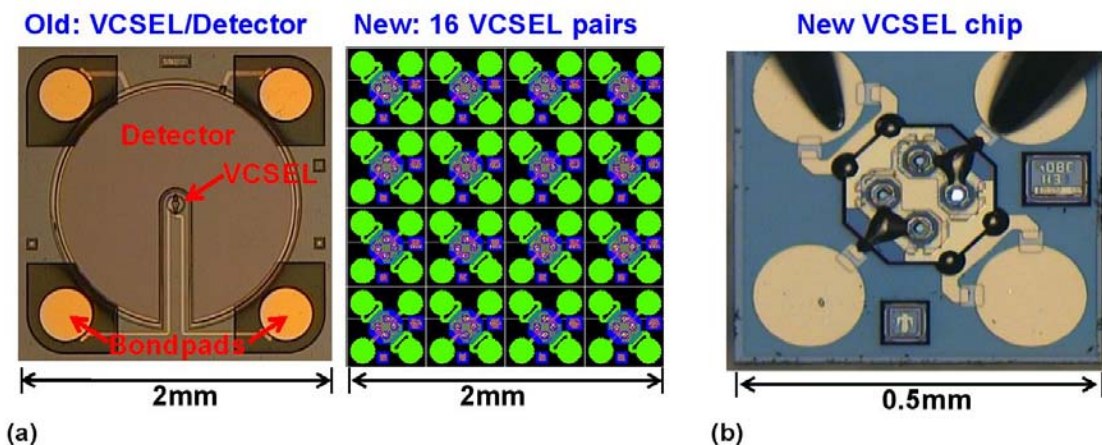 Old: VCSEL/Detector
New: 16 VCSEL pairs
New VCSEL chip
Detector
VCSEL
Bondpads
2mm
2mm
0.5mm
(a)
(b)